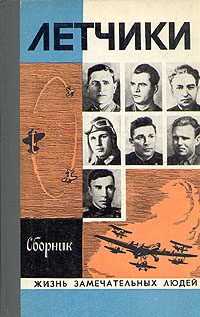 ЛЕТЧИКИ
Сборник
ЖИЗНЬ ЗАМЕЧАТЕЛЬНЫХ ЛЮДЕЙ